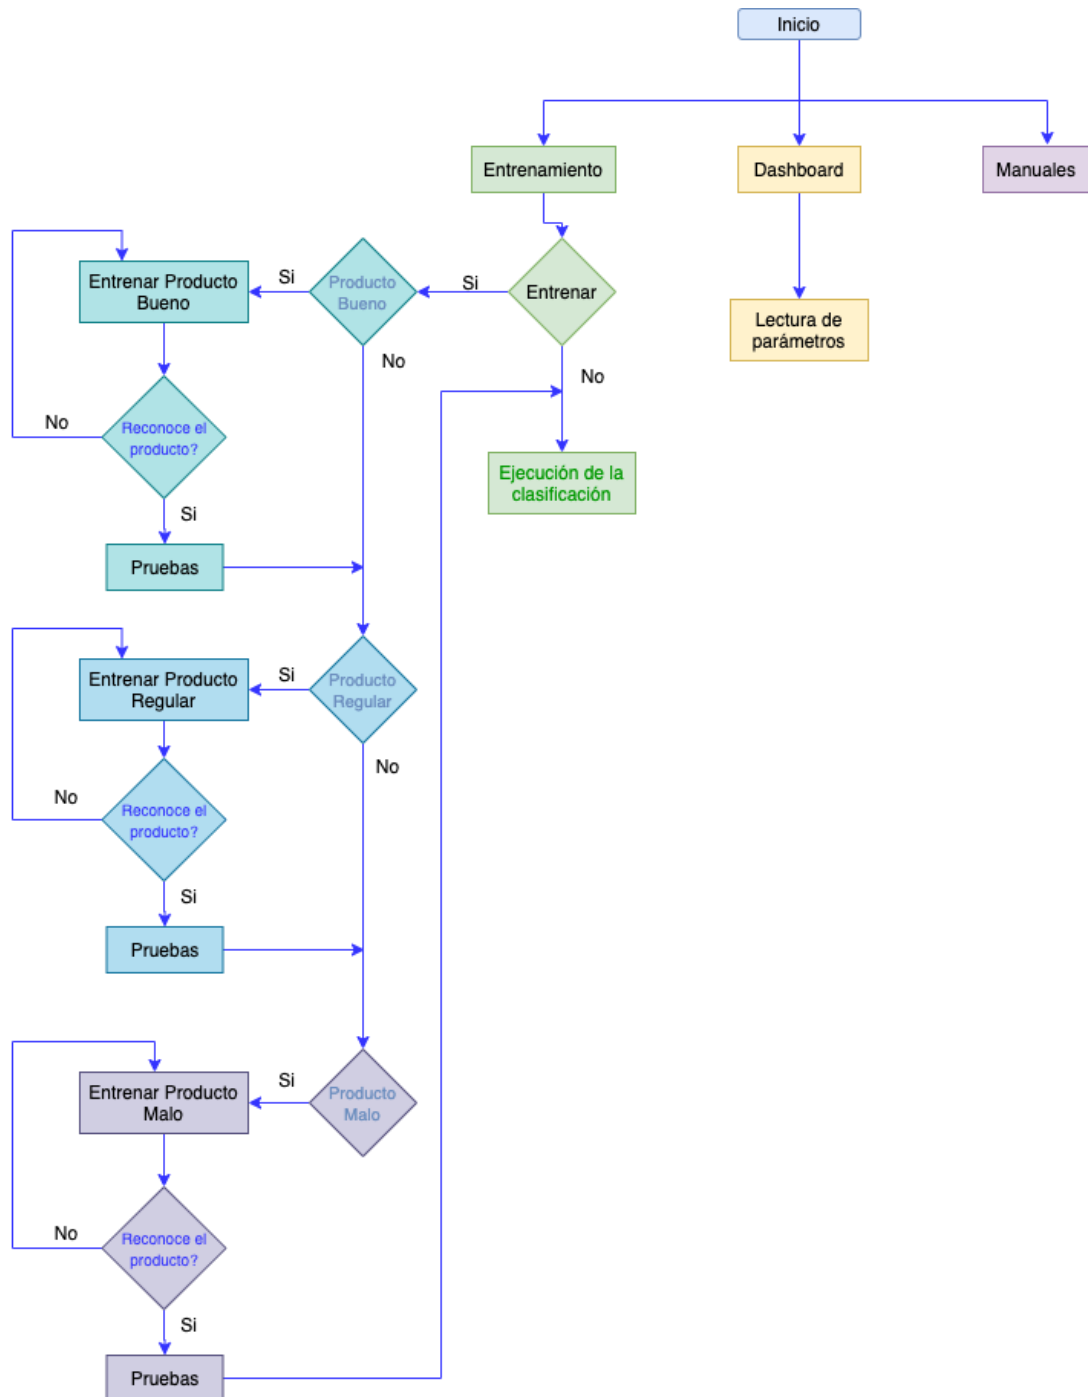 Inicio
Entrenamiento
Dashboard
Manuales
Entrenar Producto
Bueno
Si
Producto
Bueno
Si
Entrenar
Lectura de
parámetros
No
No
No
Reconoce el
producto?
Ejecución de la
clasificación
Si
Pruebas
Entrenar Producto
Regular
Si
Producto
Regular
No
No
Reconoce el
producto?
Si
Pruebas
Entrenar Producto
Malo
Si
Producto
Malo
No
Reconoce el
producto?
Si
Pruebas